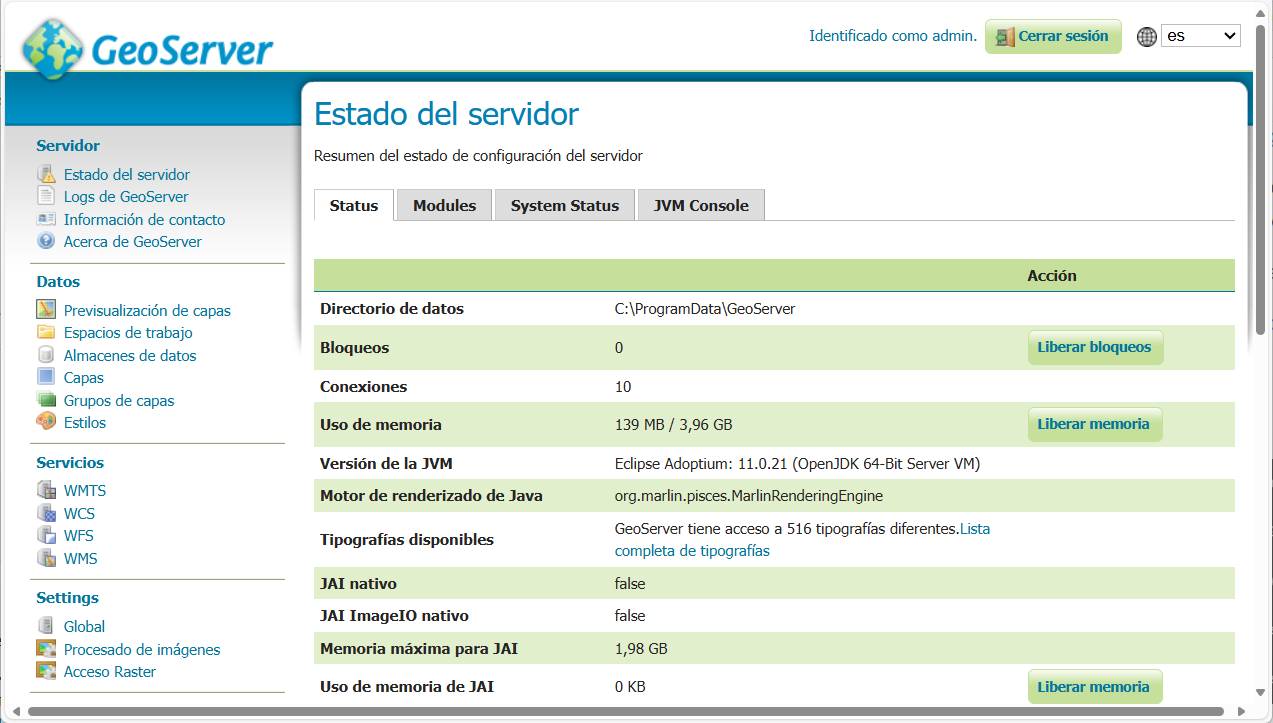 GeoServer
Identificado como admin.
Cerrar sesión
es
Servidor
Estado del servidor
Logs de GeoServer
Información de contacto
Acerca de GeoServer
Datos
Previsualización de capas
Espacios de trabajo
Almacenes de datos
Capas
Grupos de capas
Estilos
Servicios
WMTS
WCS
WFS
WMS
Settings
Global
Procesado de imágenes
Acceso Raster
Estado del servidor
Resumen del estado de configuración del servidor
Status Modules System Status JVM Console
Acción
Directorio de datos C:\ProgramData\GeoServer
Bloqueos 0 Liberar bloqueos
Conexiones 10
Uso de memoria 139 MB / 3,96 GB Liberar memoria
Versión de la JVM Eclipse Adoptium: 11.0.21 (OpenJDK 64-Bit Server VM)
Motor de renderizado de Java org.marlin.pisces.MarlinRenderingEngine
Tipografías disponibles GeoServer tiene acceso a 516 tipografías diferentes.Lista
completa de tipografías
JAI nativo false
JAI ImageIO nativo false
Memoria máxima para JAI 1,98 GB
Uso de memoria de JAI 0 KB Liberar memoria